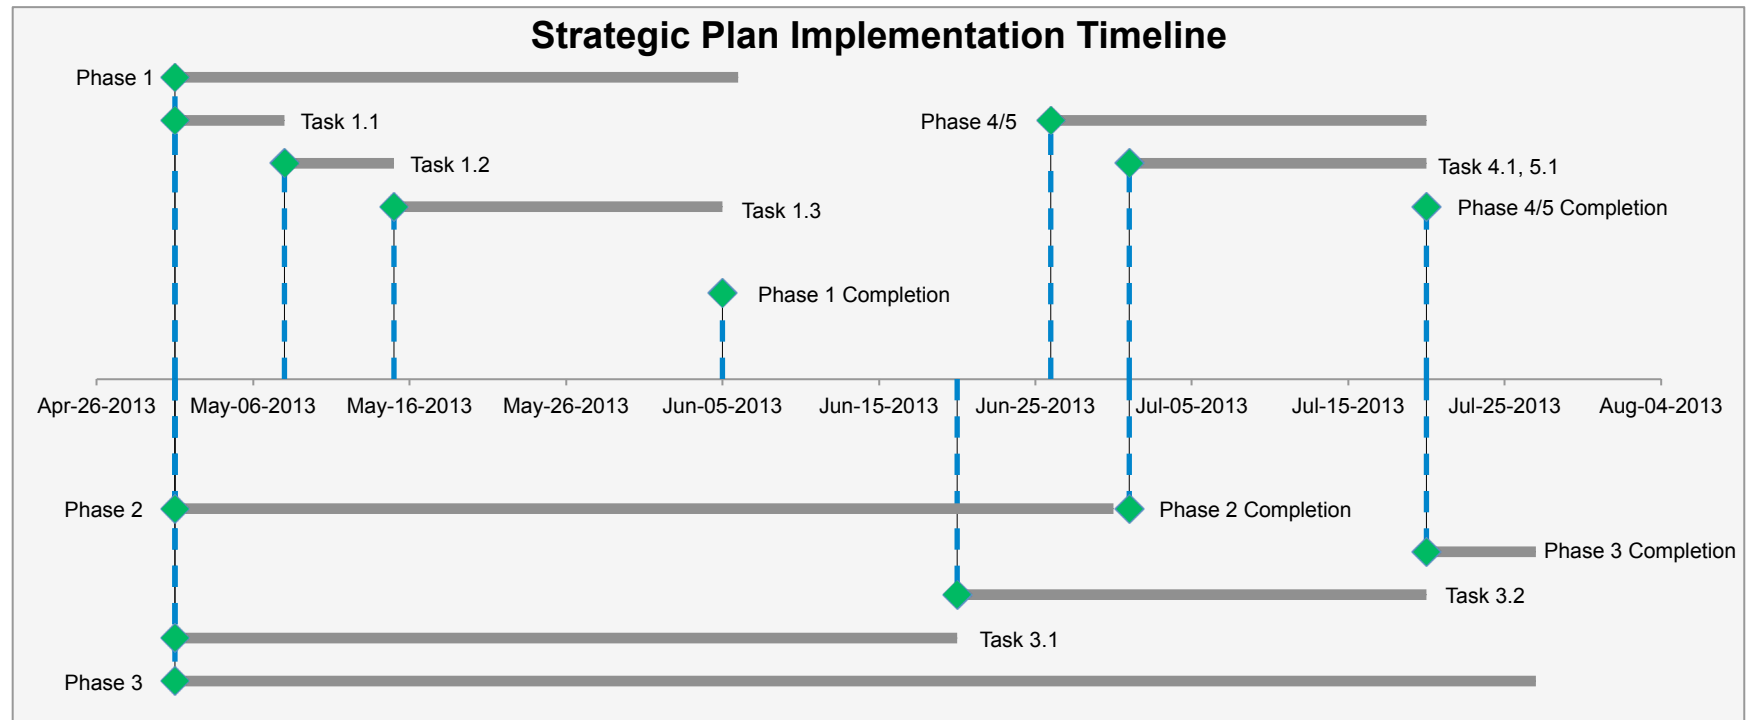 Strategic Plan Implementation Timeline
Phase 1
Task 1.1
Phase 4/5
Task 1.2
Task 4.1, 5.1
Task 1.3
Phase 4/5 Completion
Phase 1 Completion
Apr-26-2013 May-06-2013 May-16-2013 May-26-2013 Jun-05-2013 Jun-15-2013 Jun-25-2013 Jul-05-2013 Jul-15-2013 Jul-25-2013 Aug-04-2013
Phase 2
Phase 2 Completion
Phase 3 Completion
Task 3.2
Task 3.1
Phase 3